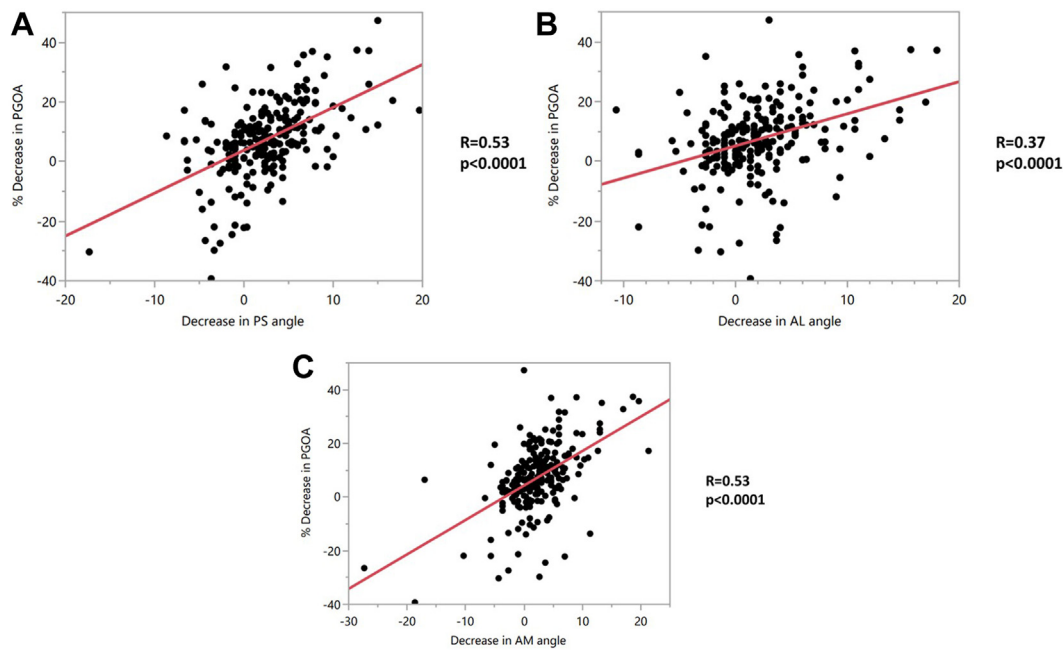 A
% Decrease in PGOA
40
20
0
-20
-40
-20
-10
0
10
20
Decrease in PS angle
R=0.53
p<0.0001
B
% Decrease in PGOA
40
20
0
-20
-40
-10
0
10
20
Decrease in AL angle
R=0.37
p<0.0001
C
% Decrease in PGOA
40
20
0
-20
-40
-30
-20
-10
0
10
20
Decrease in AM angle
R=0.53
p<0.0001